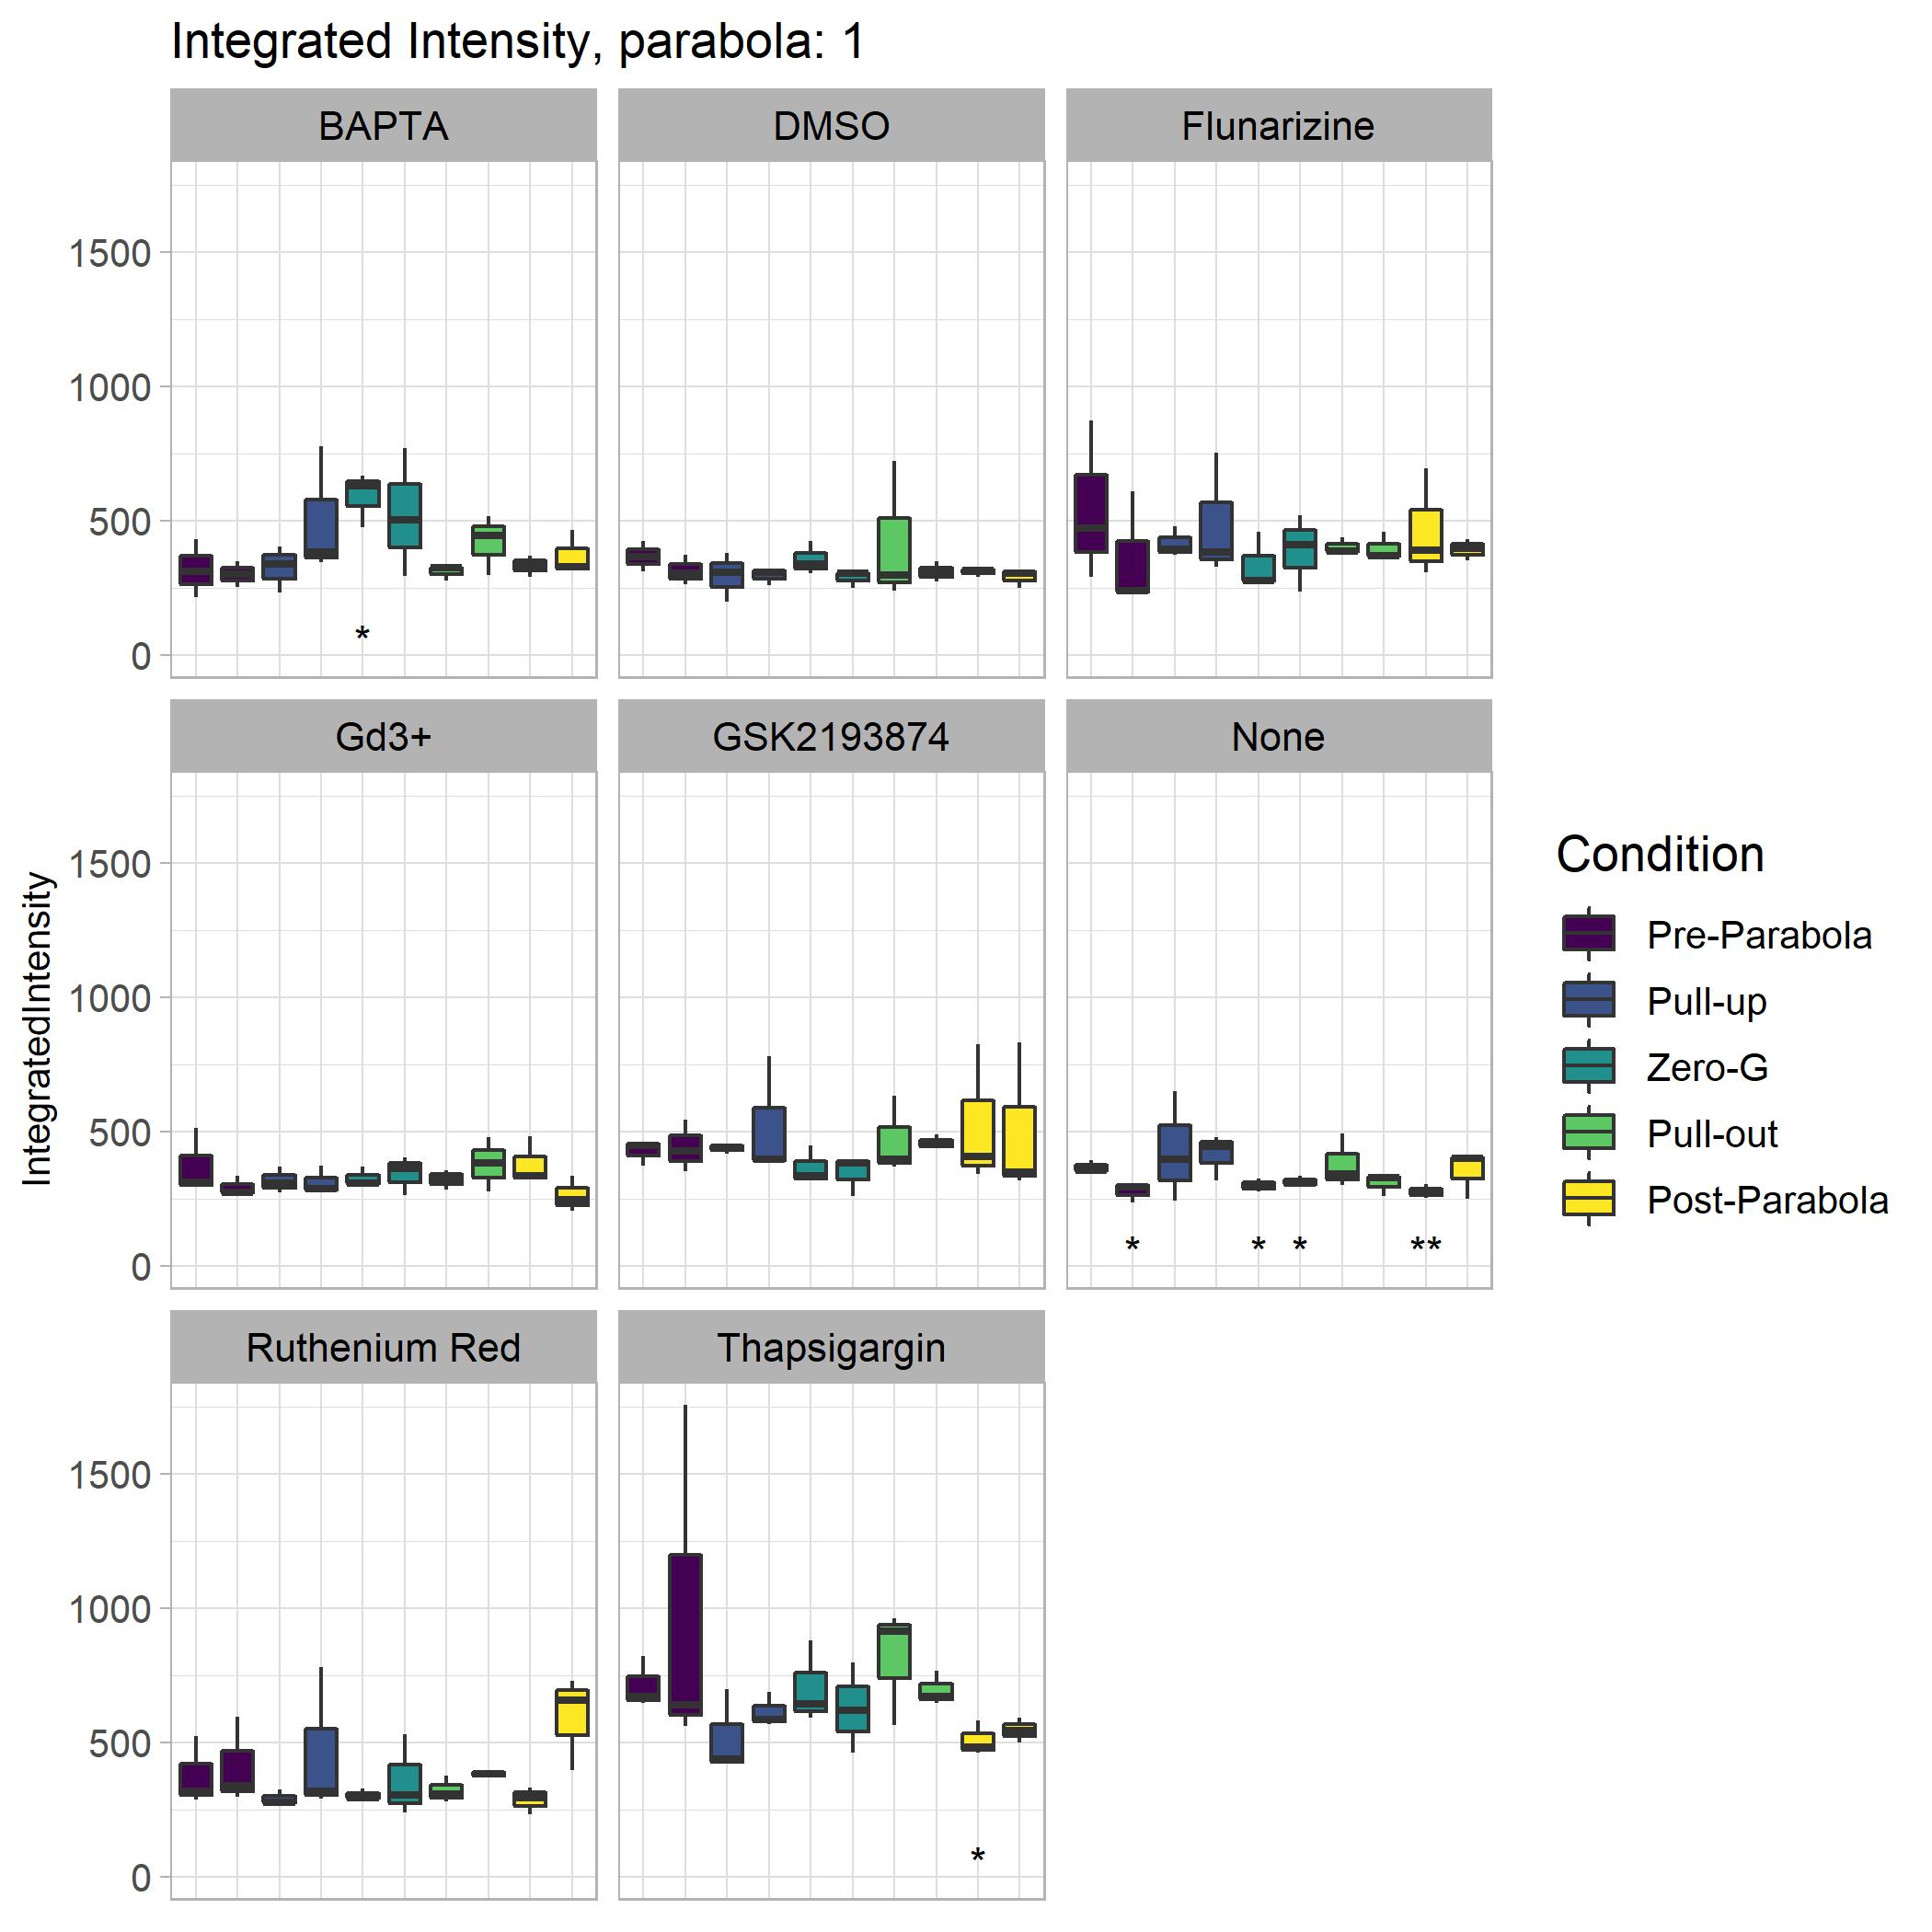 Integrated Intensity, parabola: 1
BAPTA
DMSO
Flunarizine
1500
1000
500
0
*
Gd3+
GSK2193874
None
1500
1000
500
0
* * * **
Ruthenium Red
Thapsigargin
1500
1000
500
0
*
IntegratedIntensity
Condition
Pre-Parabola
Pull-up
Zero-G
Pull-out
Post-Parabola